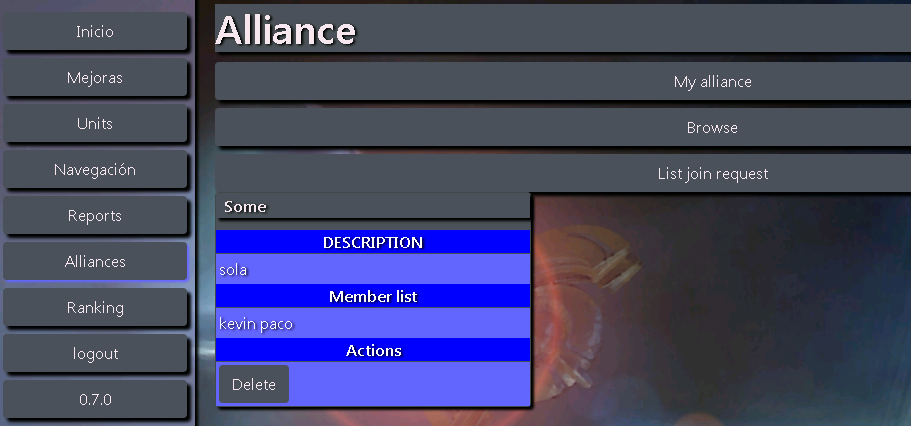 Inicio
Mejoras
Units
Navegación
Reports
Alliances
Ranking
logout
0.7.0
Alliance
My alliance
Browse
List join request
Some
DESCRIPTION
sola
Member list
kevin paco
Actions
Delete